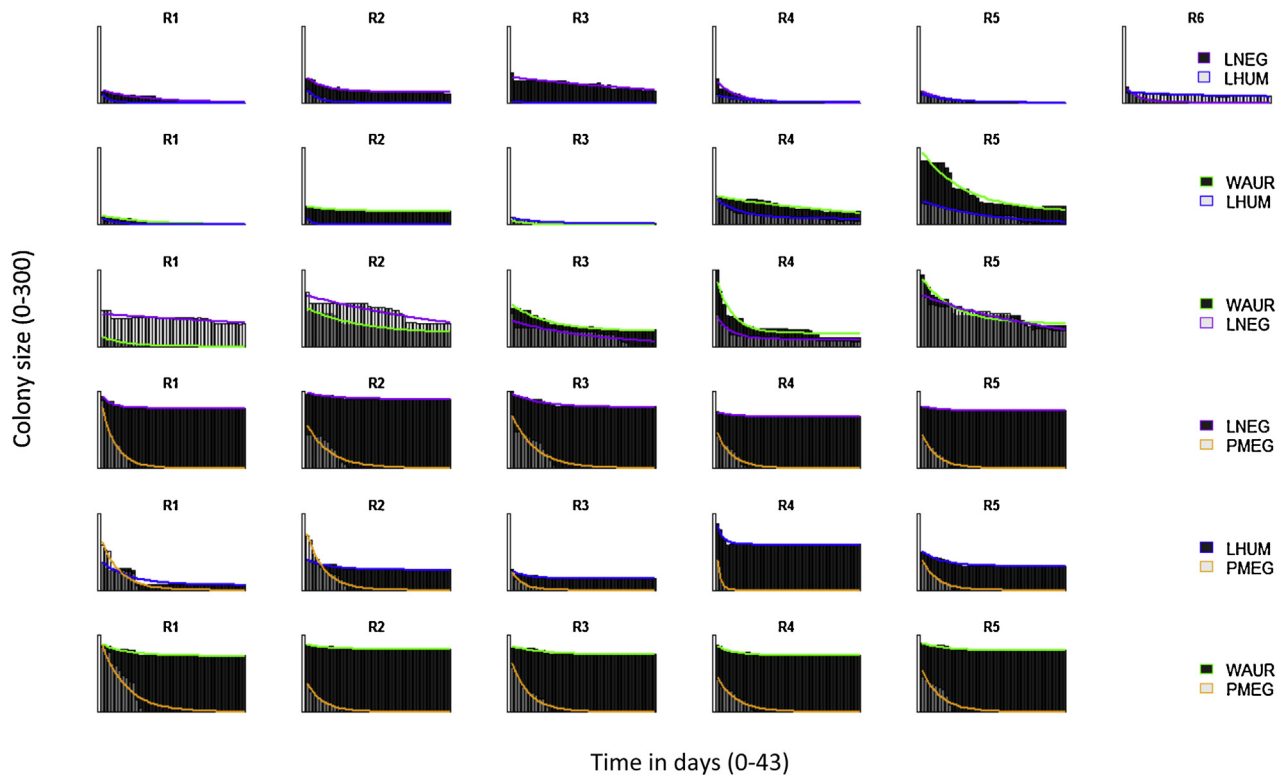 R1 R2 R3 R4 R5 R6
LNEG
LHUM
R1 R2 R3 R4 R5
WAUR
LHUM
R1 R2 R3 R4 R5
WAUR
LNEG
Colony size (0-300)
R1 R2 R3 R4 R5
LNEG
PMEG
R1 R2 R3 R4 R5
LHUM
PMEG
R1 R2 R3 R4 R5
WAUR
PMEG
Time in days (0-43)